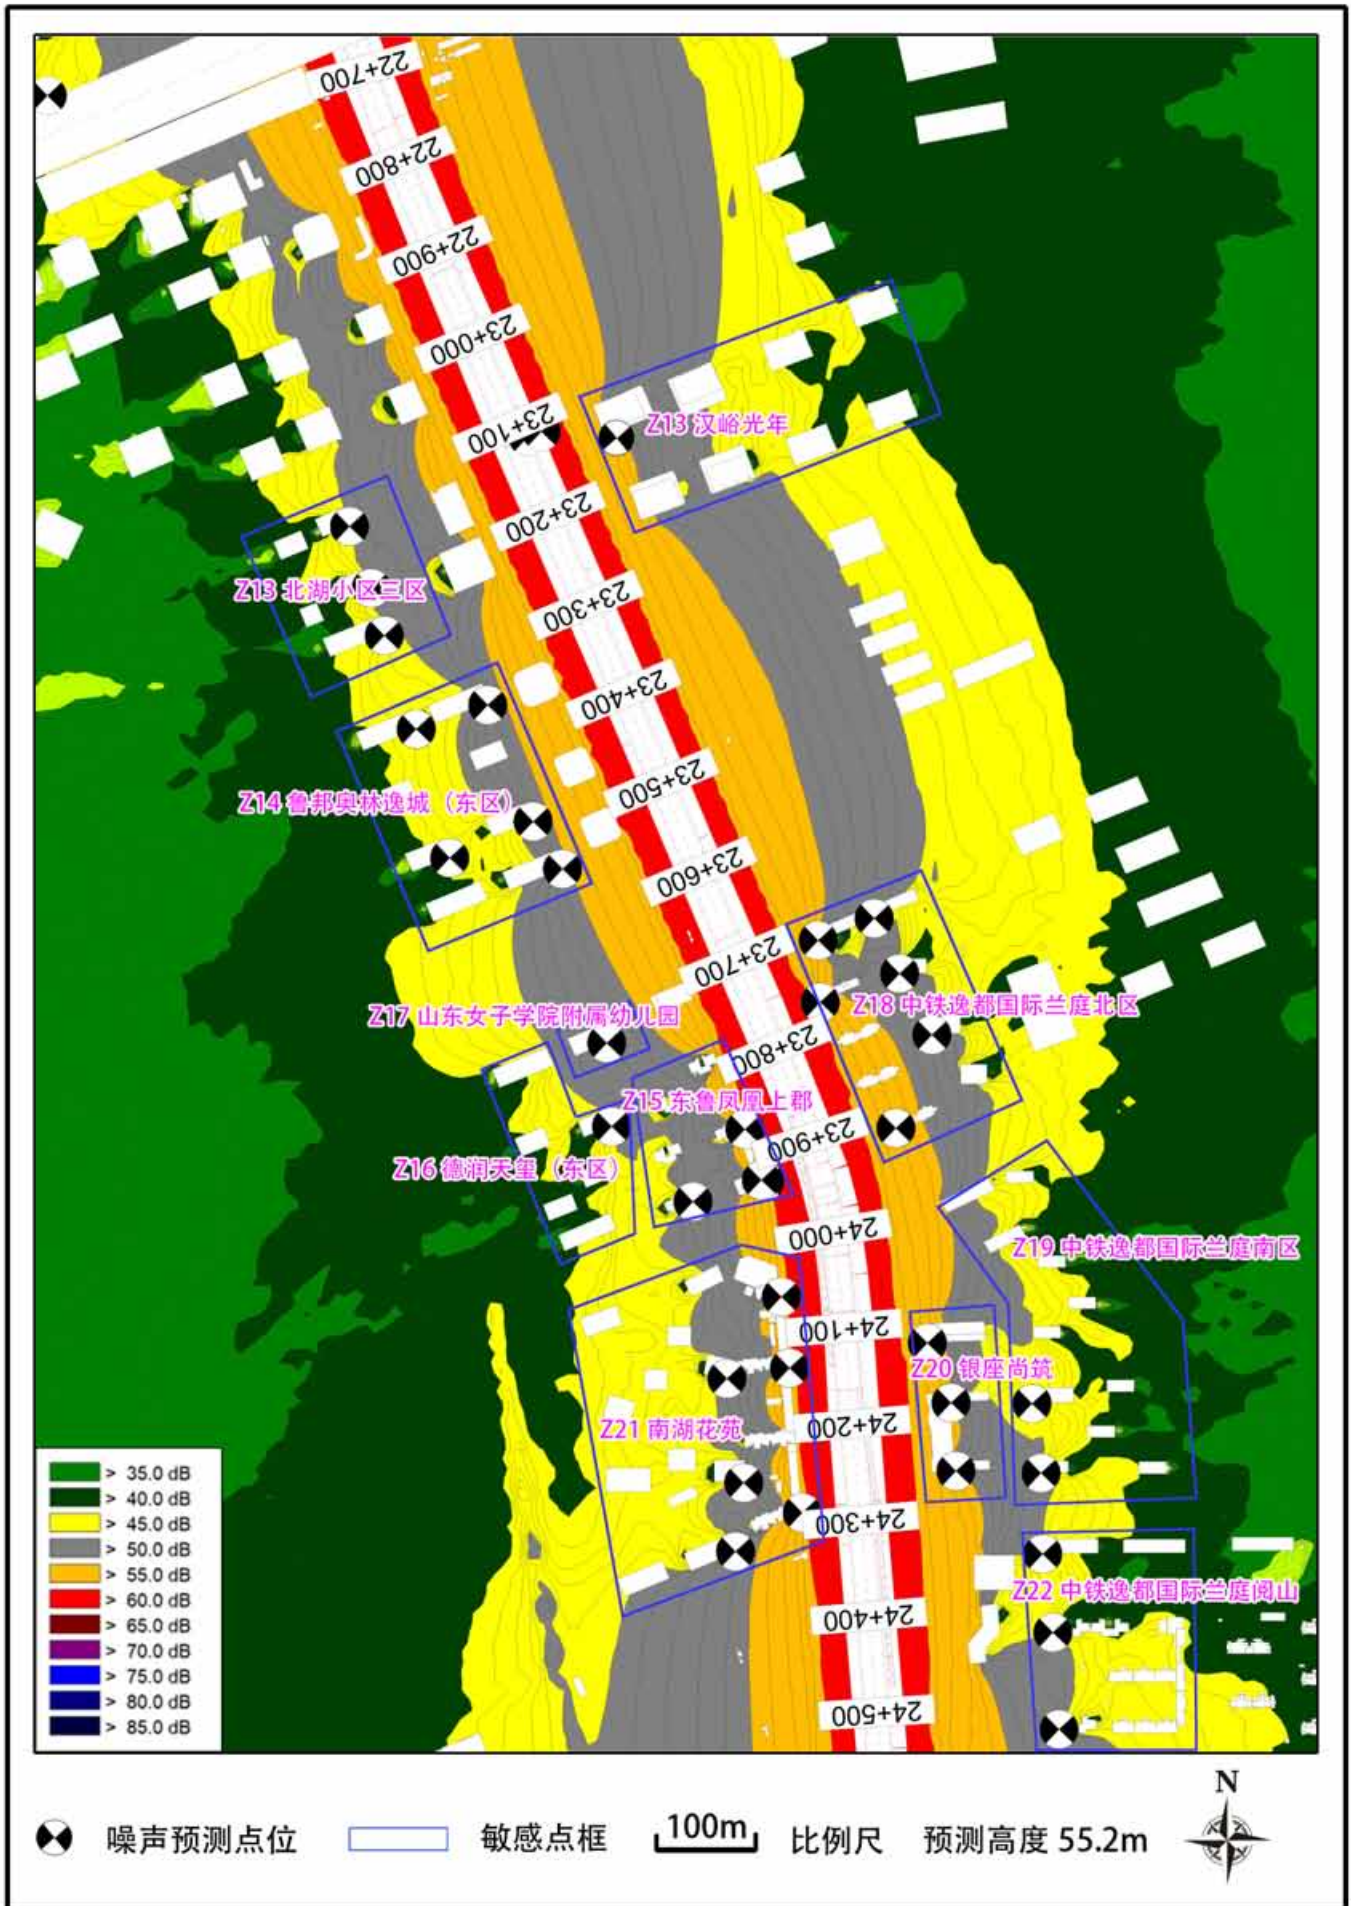 22+700
22+800
22+900
23+000
23+100
23+200
23+300
23+400
23+500
23+600
23+700
23+800
23+900
24+000
24+100
24+200
24+300
24+400
24+500
Z13 汉峪光年
Z13 北湖小区三区
Z14 鲁邦奥林逸城（东区）
Z17 山东女子学院附属幼儿园
Z18 中铁逸都国际兰庭北区
Z15 东鲁凤凰上郡
Z16 德润天玺（东区）
Z19 中铁逸都国际兰庭南区
Z20 银座尚筑
Z21 南湖花苑
Z22 中铁逸都国际兰庭阅山
> 35.0 dB
> 40.0 dB
> 45.0 dB
> 50.0 dB
> 55.0 dB
> 60.0 dB
> 65.0 dB
> 70.0 dB
> 75.0 dB
> 80.0 dB
> 85.0 dB
N
噪声预测点位 敏感点框 100m 比例尺 预测高度 55.2m